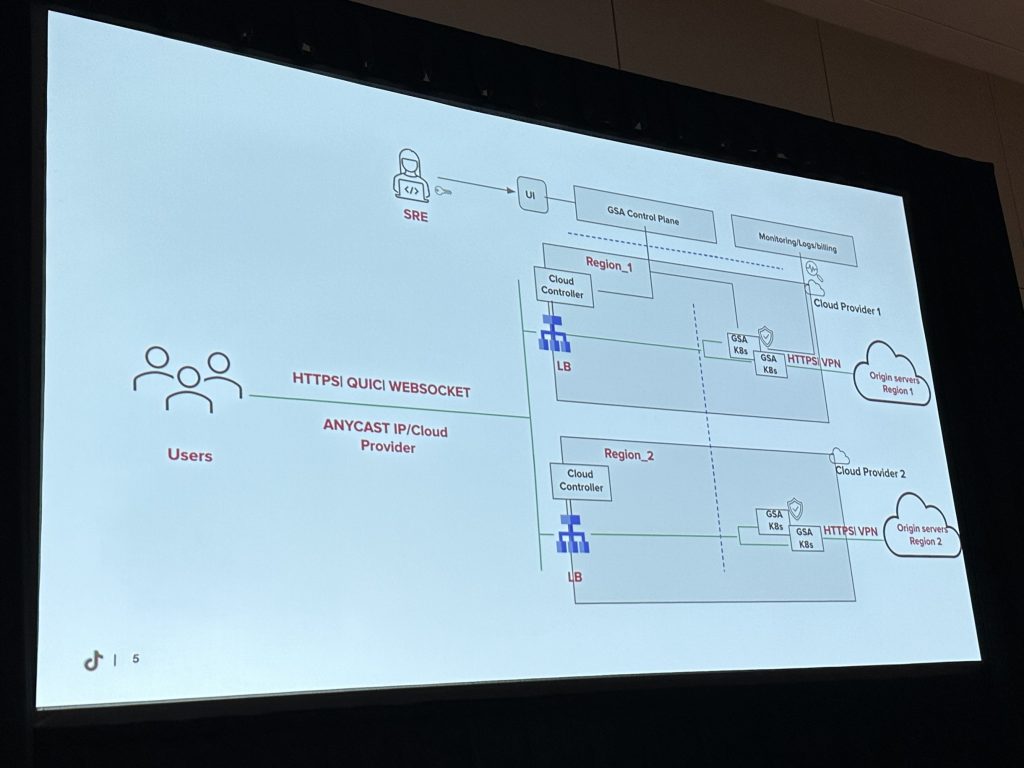 </>
SRE
UI
GSA Control Plane
Monitoring/Logs/billing
Region_1
Cloud
Controller
Cloud Provider 1
LB
GSA
K8s
GSA
K8s
HTTPS| VPN
Origin servers
Region 1
HTTPS| QUIC| WEBSOCKET
ANYCAST IP/Cloud
Provider
Users
Region_2
Cloud
Controller
Cloud Provider 2
LB
GSA
K8s
GSA
K8s
HTTPS| VPN
Origin servers
Region 2
| 5